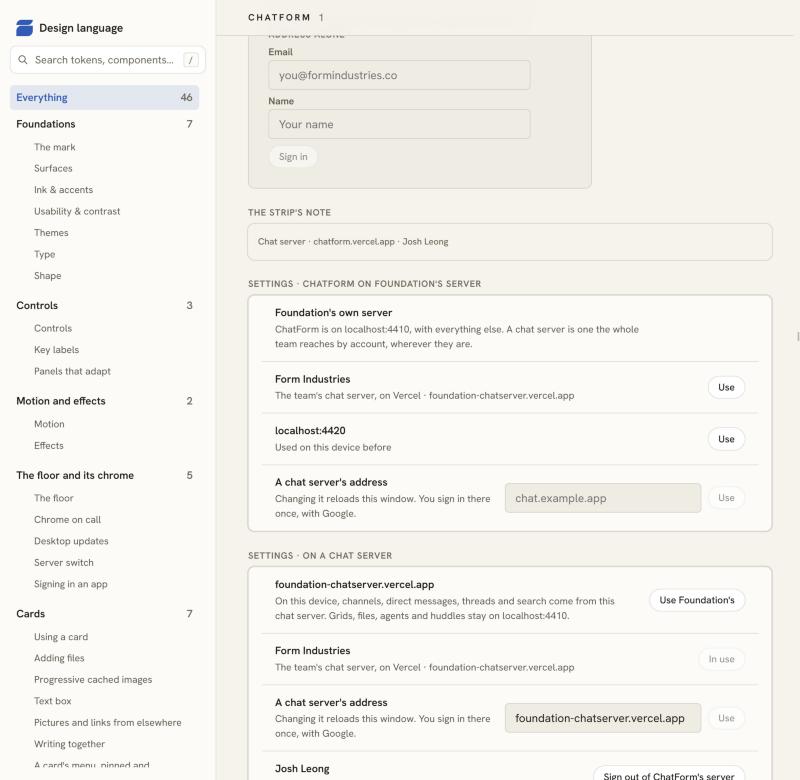 Design language
Search tokens, components... /
Everything 46
Foundations 7
The mark
Surfaces
Ink & accents
Usability & contrast
Themes
Type
Shape
Controls 3
Controls
Key labels
Panels that adapt
Motion and effects 2
Motion
Effects
The floor and its chrome 5
The floor
Chrome on call
Desktop updates
Server switch
Signing in an app
Cards 7
Using a card
Adding files
Progressive cached images
Text box
Pictures and links from elsewhere
Writing together
A card's menu, pinned and
CHATFORM 1
ADDRESS ALONE
Email
you@formindustries.co
Name
Your name
Sign in
THE STRIP'S NOTE
Chat server · chatform.vercel.app · Josh Leong
SETTINGS · CHATFORM ON FOUNDATION'S SERVER
Foundation's own server
ChatForm is on localhost:4410, with everything else. A chat server is one the whole
team reaches by account, wherever they are.
Form Industries
The team's chat server, on Vercel · foundation-chatserver.vercel.app
Use
localhost:4420
Used on this device before
Use
A chat server's address
Changing it reloads this window. You sign in there
once, with Google.
chat.example.app
Use
SETTINGS · ON A CHAT SERVER
foundation-chatserver.vercel.app
On this device, channels, direct messages, threads and search come from this
chat server. Grids, files, agents and huddles stay on localhost:4410.
Use Foundation's
Form Industries
The team's chat server, on Vercel · foundation-chatserver.vercel.app
In use
A chat server's address
Changing it reloads this window. You sign in there
once, with Google.
foundation-chatserver.vercel.app
Use
Josh Leong
Sign out of ChatForm's server